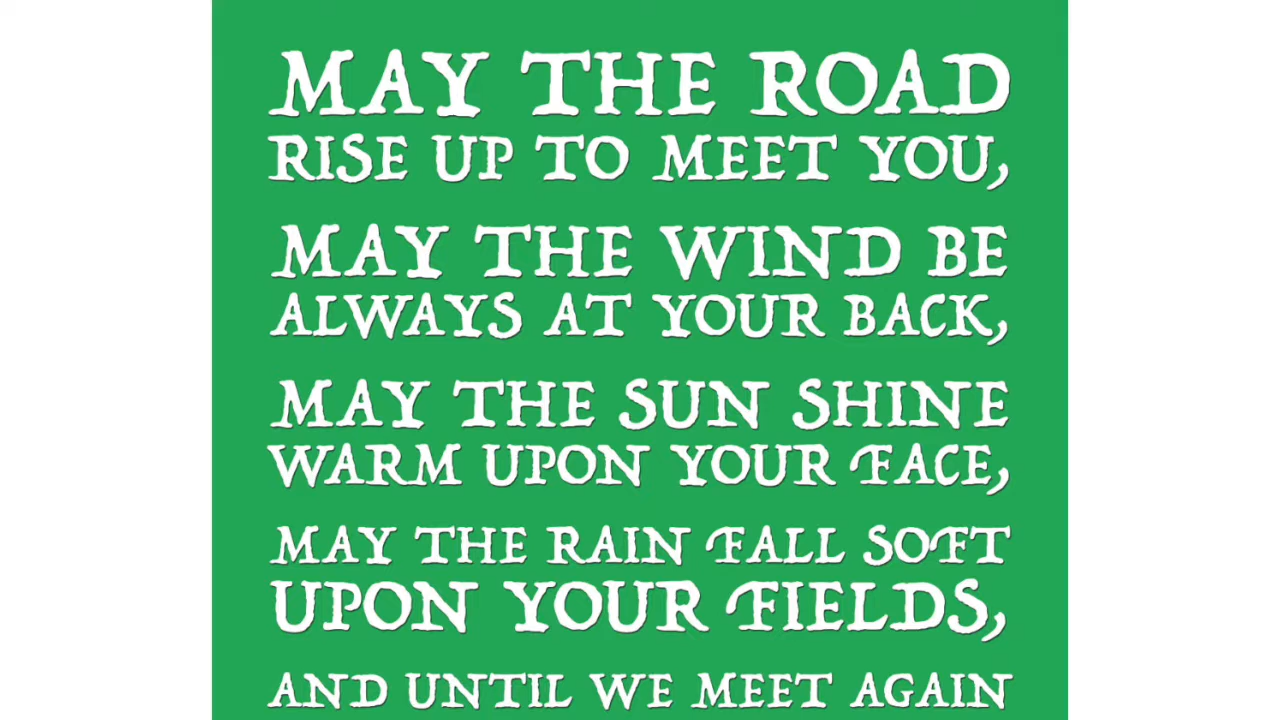 MAY THE ROAD
RISE UP TO MEET YOU,
MAY THE WIND BE
ALWAYS AT YOUR BACK,
MAY THE SUN SHINE
WARM UPON YOUR FACE,
MAY THE RAIN FALL SOFT
UPON YOUR FIELDS,
AND UNTIL WE MEET AGAIN